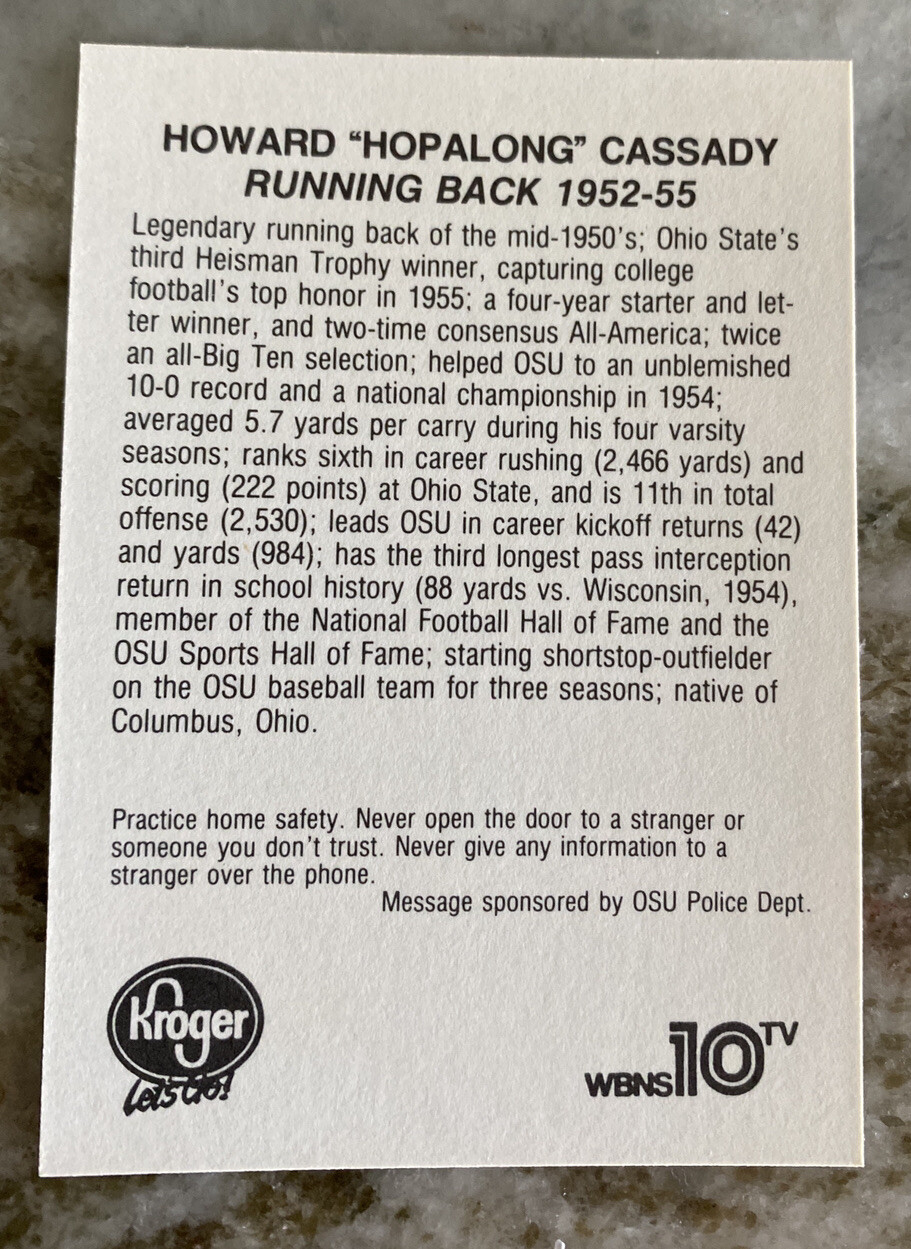 HOWARD “HOPALONG” CASSADY
RUNNING BACK 1952-55
Legendary running back of the mid-1950's; Ohio State's
third Heisman Trophy winner, capturing college
football's top honor in 1955; a four-year starter and let-
ter winner, and two-time consensus All-America; twice
an all-Big Ten selection; helped OSU to an unblemished
10-0 record and a national championship in 1954;
averaged 5.7 yards per carry during his four varsity
seasons; ranks sixth in career rushing (2,466 yards) and
scoring (222 points) at Ohio State, and is 11th in total
offense (2,530); leads OSU in career kickoff returns (42)
and yards (984); has the third longest pass interception
return in school history (88 yards vs. Wisconsin, 1954),
member of the National Football Hall of Fame and the
OSU Sports Hall of Fame; starting shortstop-outfielder
on the OSU baseball team for three seasons; native of
Columbus, Ohio.
Practice home safety. Never open the door to a stranger or
someone you don't trust. Never give any information to a
stranger over the phone.
Message sponsored by OSU Police Dept.
Kroger
Let's Go!
WBNS 10 TV